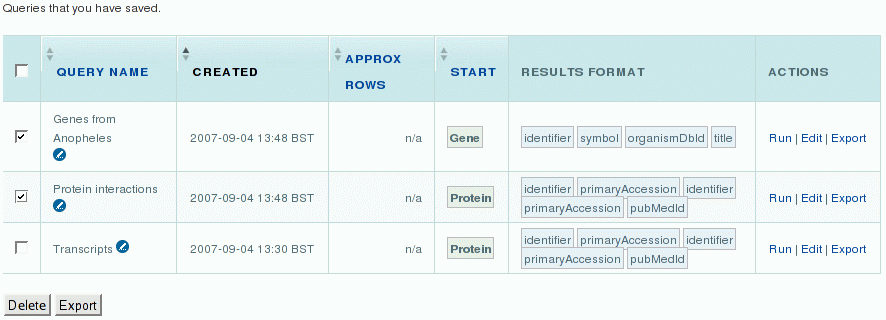 Queries that you have saved.
QUERY NAME CREATED APPROX ROWS START RESULTS FORMAT ACTIONS
Genes from Anopheles 2007-09-04 13:48 BST n/a Gene identifier symbol organismDbId title Run | Edit | Export
Protein interactions 2007-09-04 13:48 BST n/a Protein identifier primaryAccession identifier primaryAccession pubMedId Run | Edit | Export
Transcripts 2007-09-04 13:30 BST n/a Protein identifier primaryAccession identifier primaryAccession pubMedId Run | Edit | Export
Delete Export